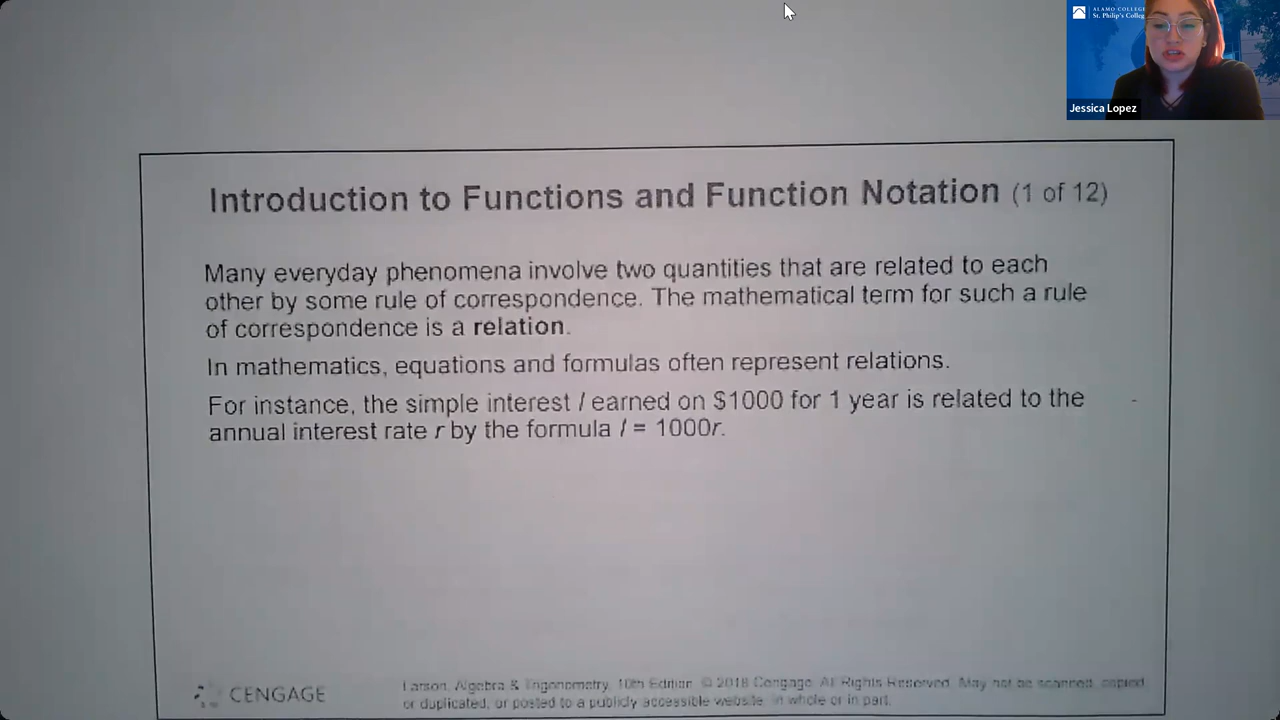 ALAMO COLLEG
St. Philip's Colleg
Jessica Lopez
Introduction to Functions and Function Notation (1 of 12)
Many everyday phenomena involve two quantities that are related to each
other by some rule of correspondence. The mathematical term for such a rule
of correspondence is a relation.
In mathematics, equations and formulas often represent relations.
For instance, the simple interest I earned on $1000 for 1 year is related to the
annual interest rate r by the formula I = 1000r.
CENGAGE
Larson, Algebra & Trigonometry, 10th Edition. © 2018 Cengage. All Rights Reserved. May not be scanned, copied
or duplicated, or posted to a publicly accessible website, in whole or in part.